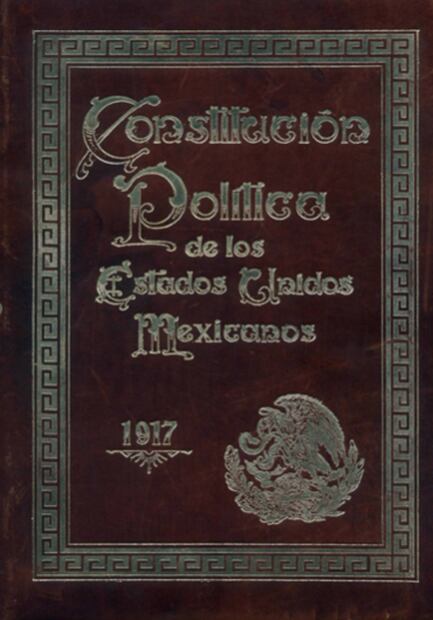 Constitución
Política
de los
Estados Unidos
Mexicanos
1917